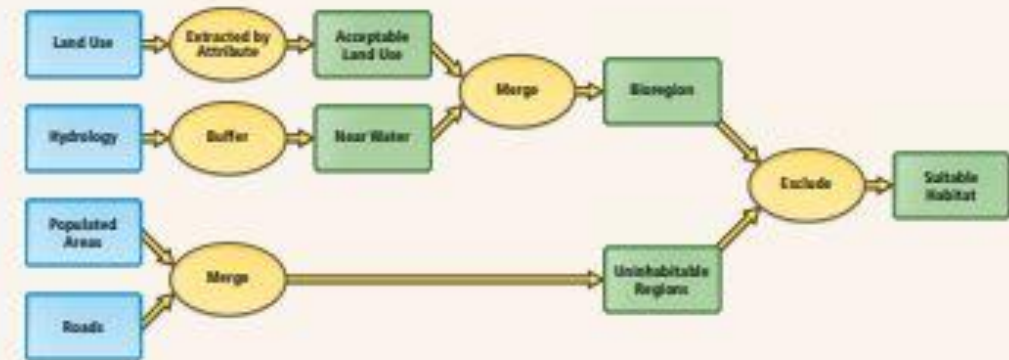 Land Use
Extracted by
Attribute
Acceptable
Land Use
Merge
Bioregion
Hydrology
Buffer
Near Water
Exclude
Suitable
Habitat
Populated
Areas
Merge
Uninhabitable
Regions
Roads